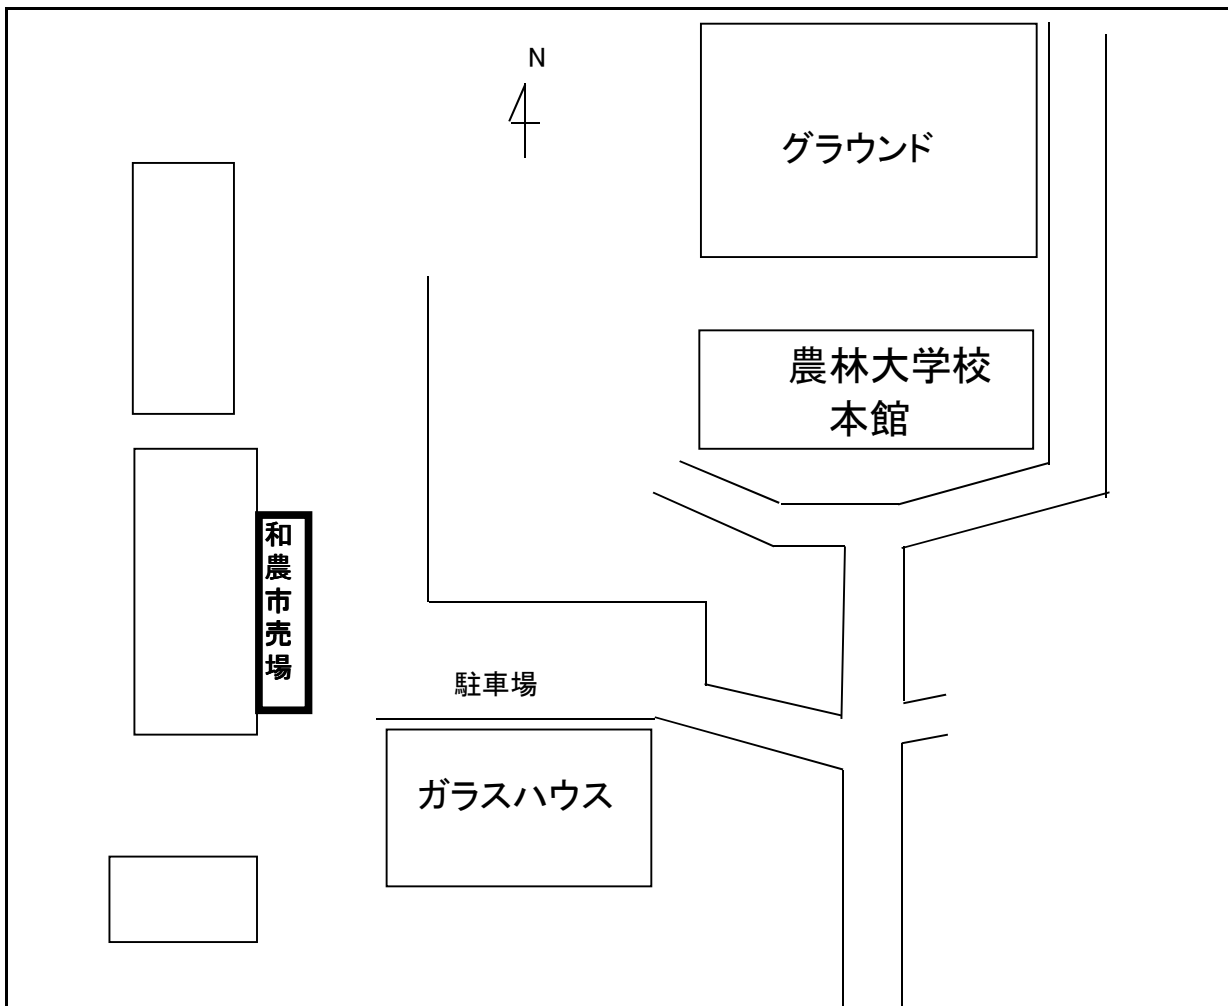 N
グラウンド
農林大学校
本館
和農市売場
駐車場
ガラスハウス